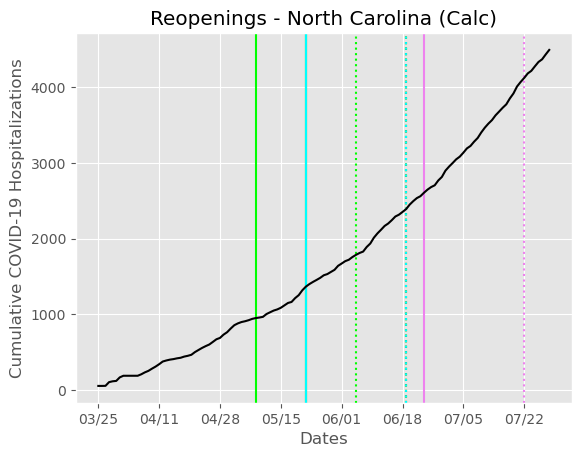 Reopenings - North Carolina (Calc)
Cumulative COVID-19 Hospitalizations
4000
3000
2000
1000
0
03/25 04/11 04/28 05/15 06/01 06/18 07/05 07/22
Dates